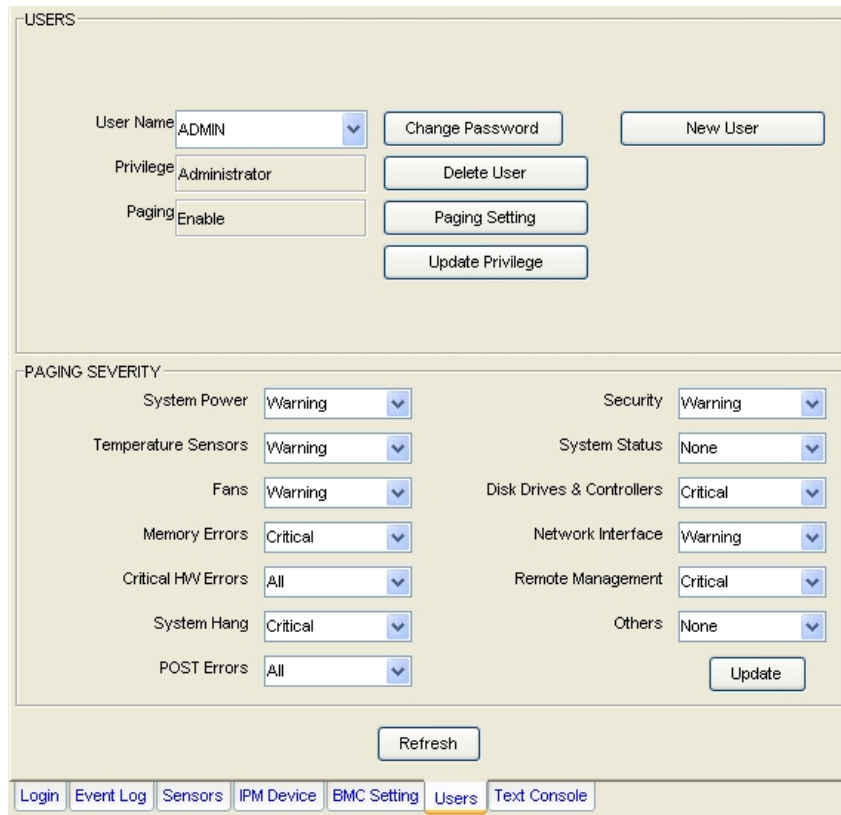 USERS
User Name ADMIN Change Password New User
Privilege Administrator Delete User
Paging Enable Paging Setting
Update Privilege
PAGING SEVERITY
System Power Warning Security Warning
Temperature Sensors Warning System Status None
Fans Warning Disk Drives & Controllers Critical
Memory Errors Critical Network Interface Warning
Critical HW Errors All Remote Management Critical
System Hang Critical Others None
POST Errors All Update
Refresh
Login Event Log Sensors IPM Device BMC Setting Users Text Console